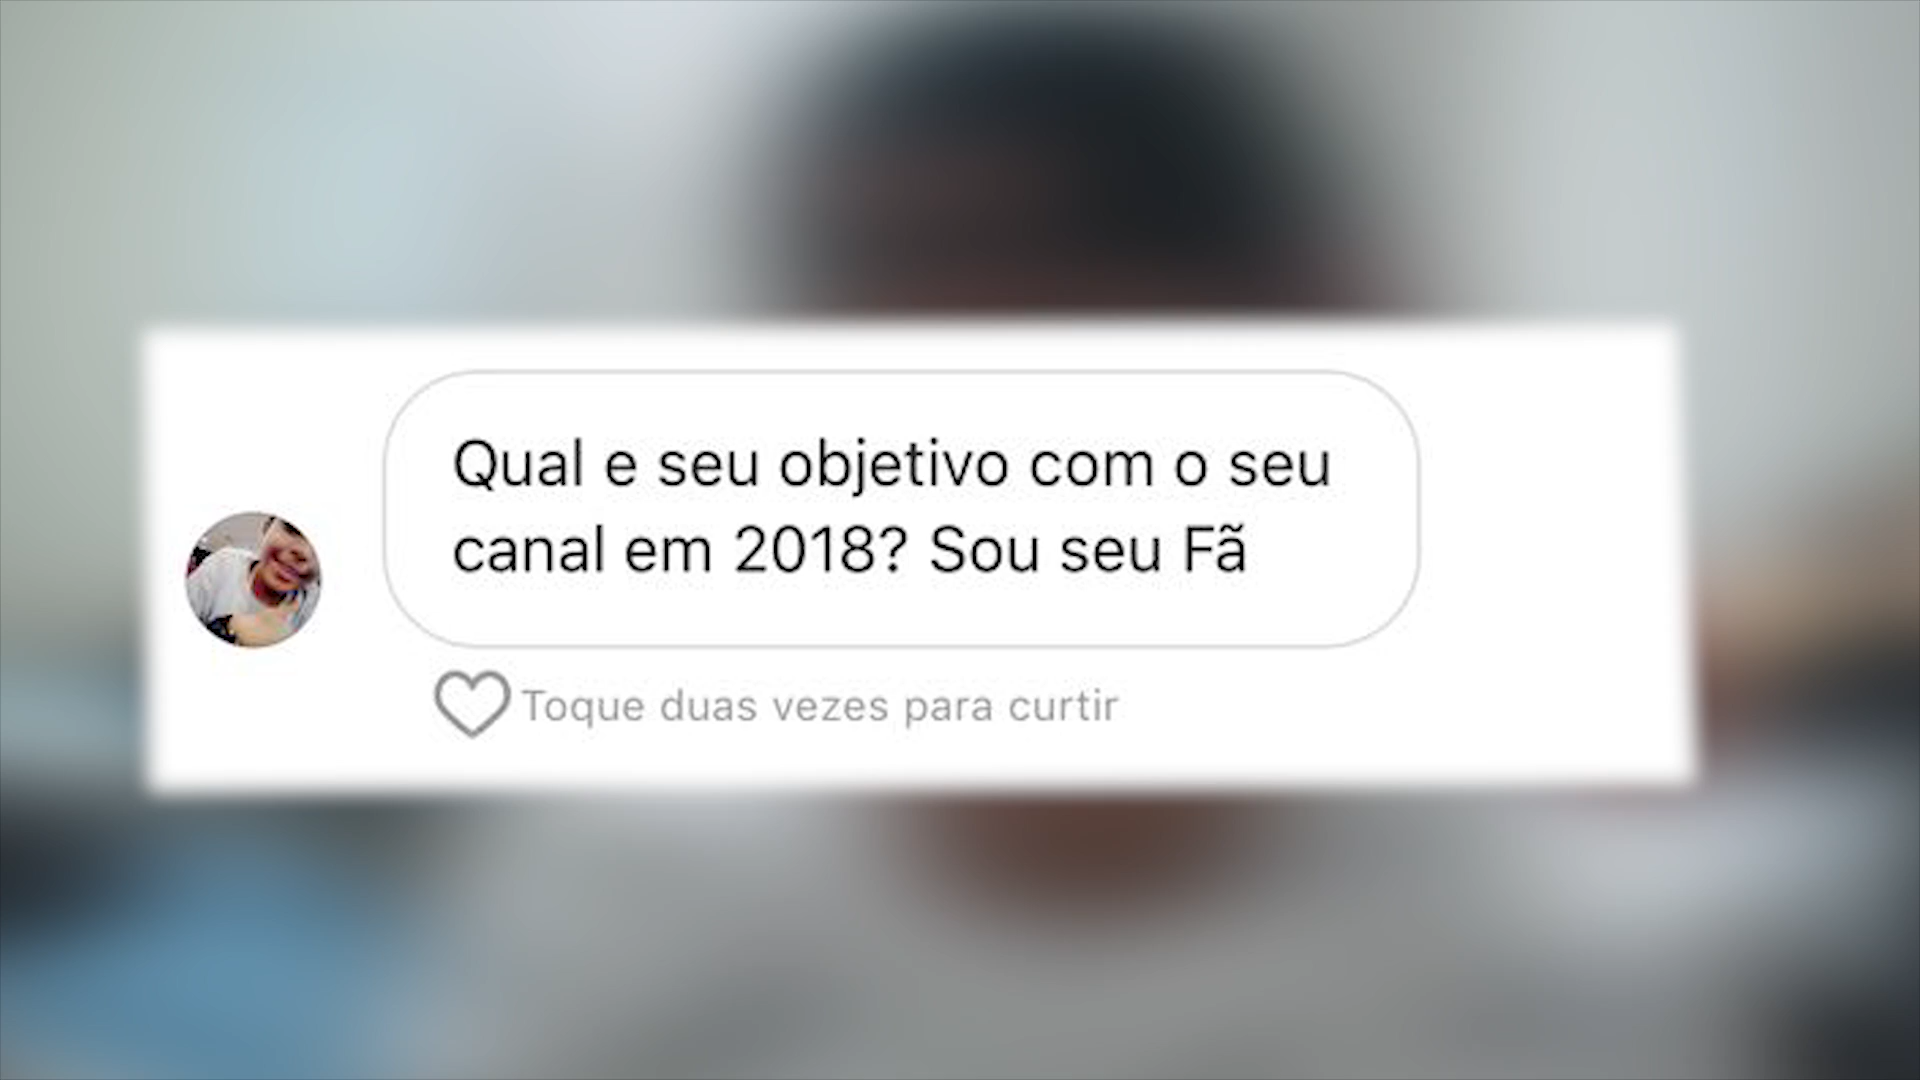 Qual e seu objetivo com o seu
canal em 2018? Sou seu Fã
Toque duas vezes para curtir